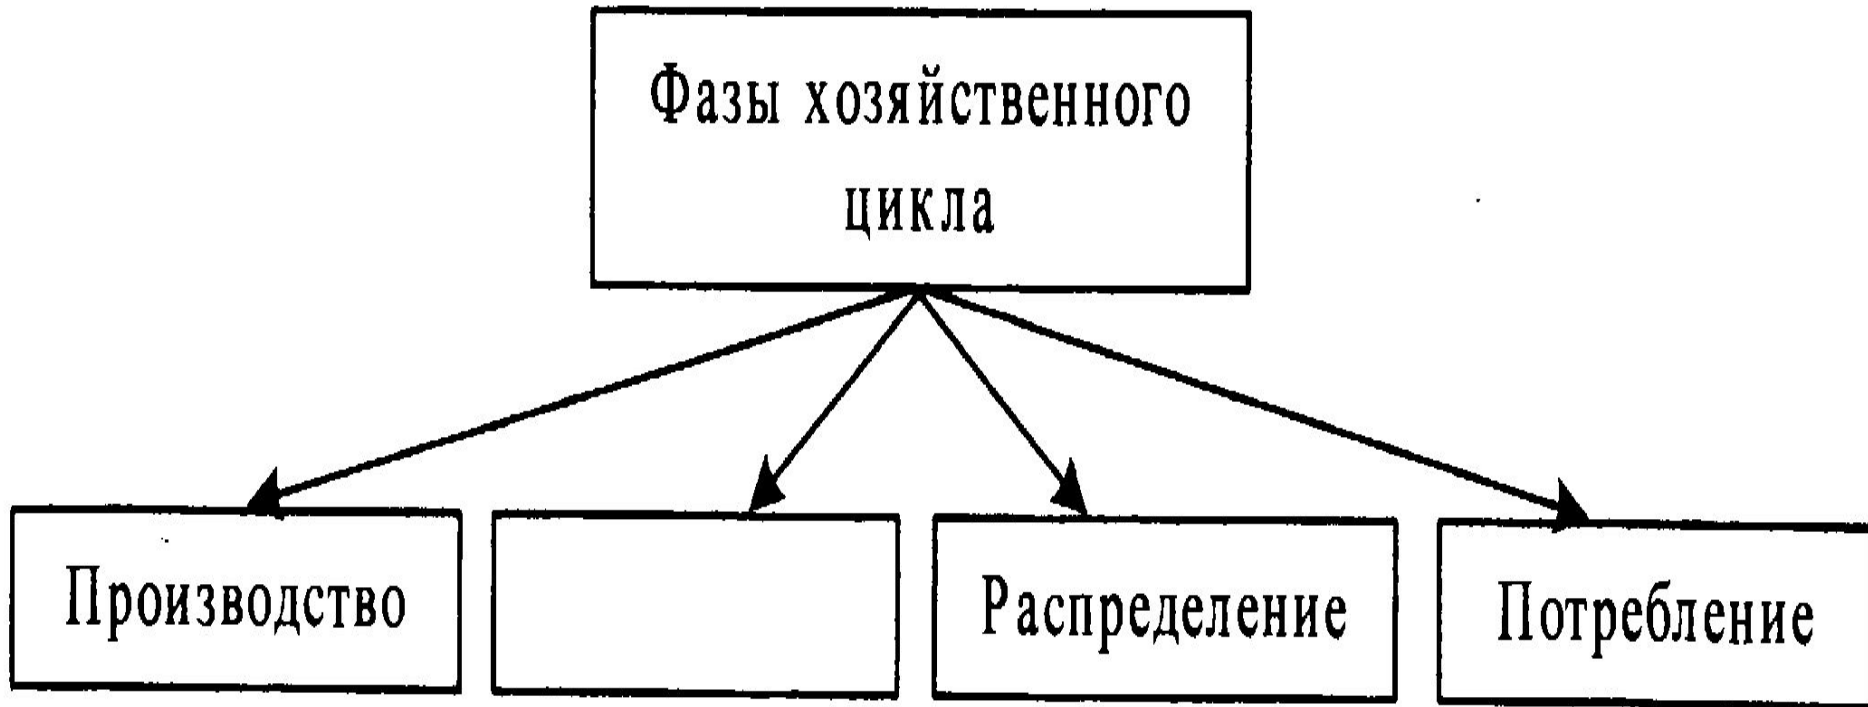 Фазы хозяйственного
цикла
Производство
Распределение
Потребление